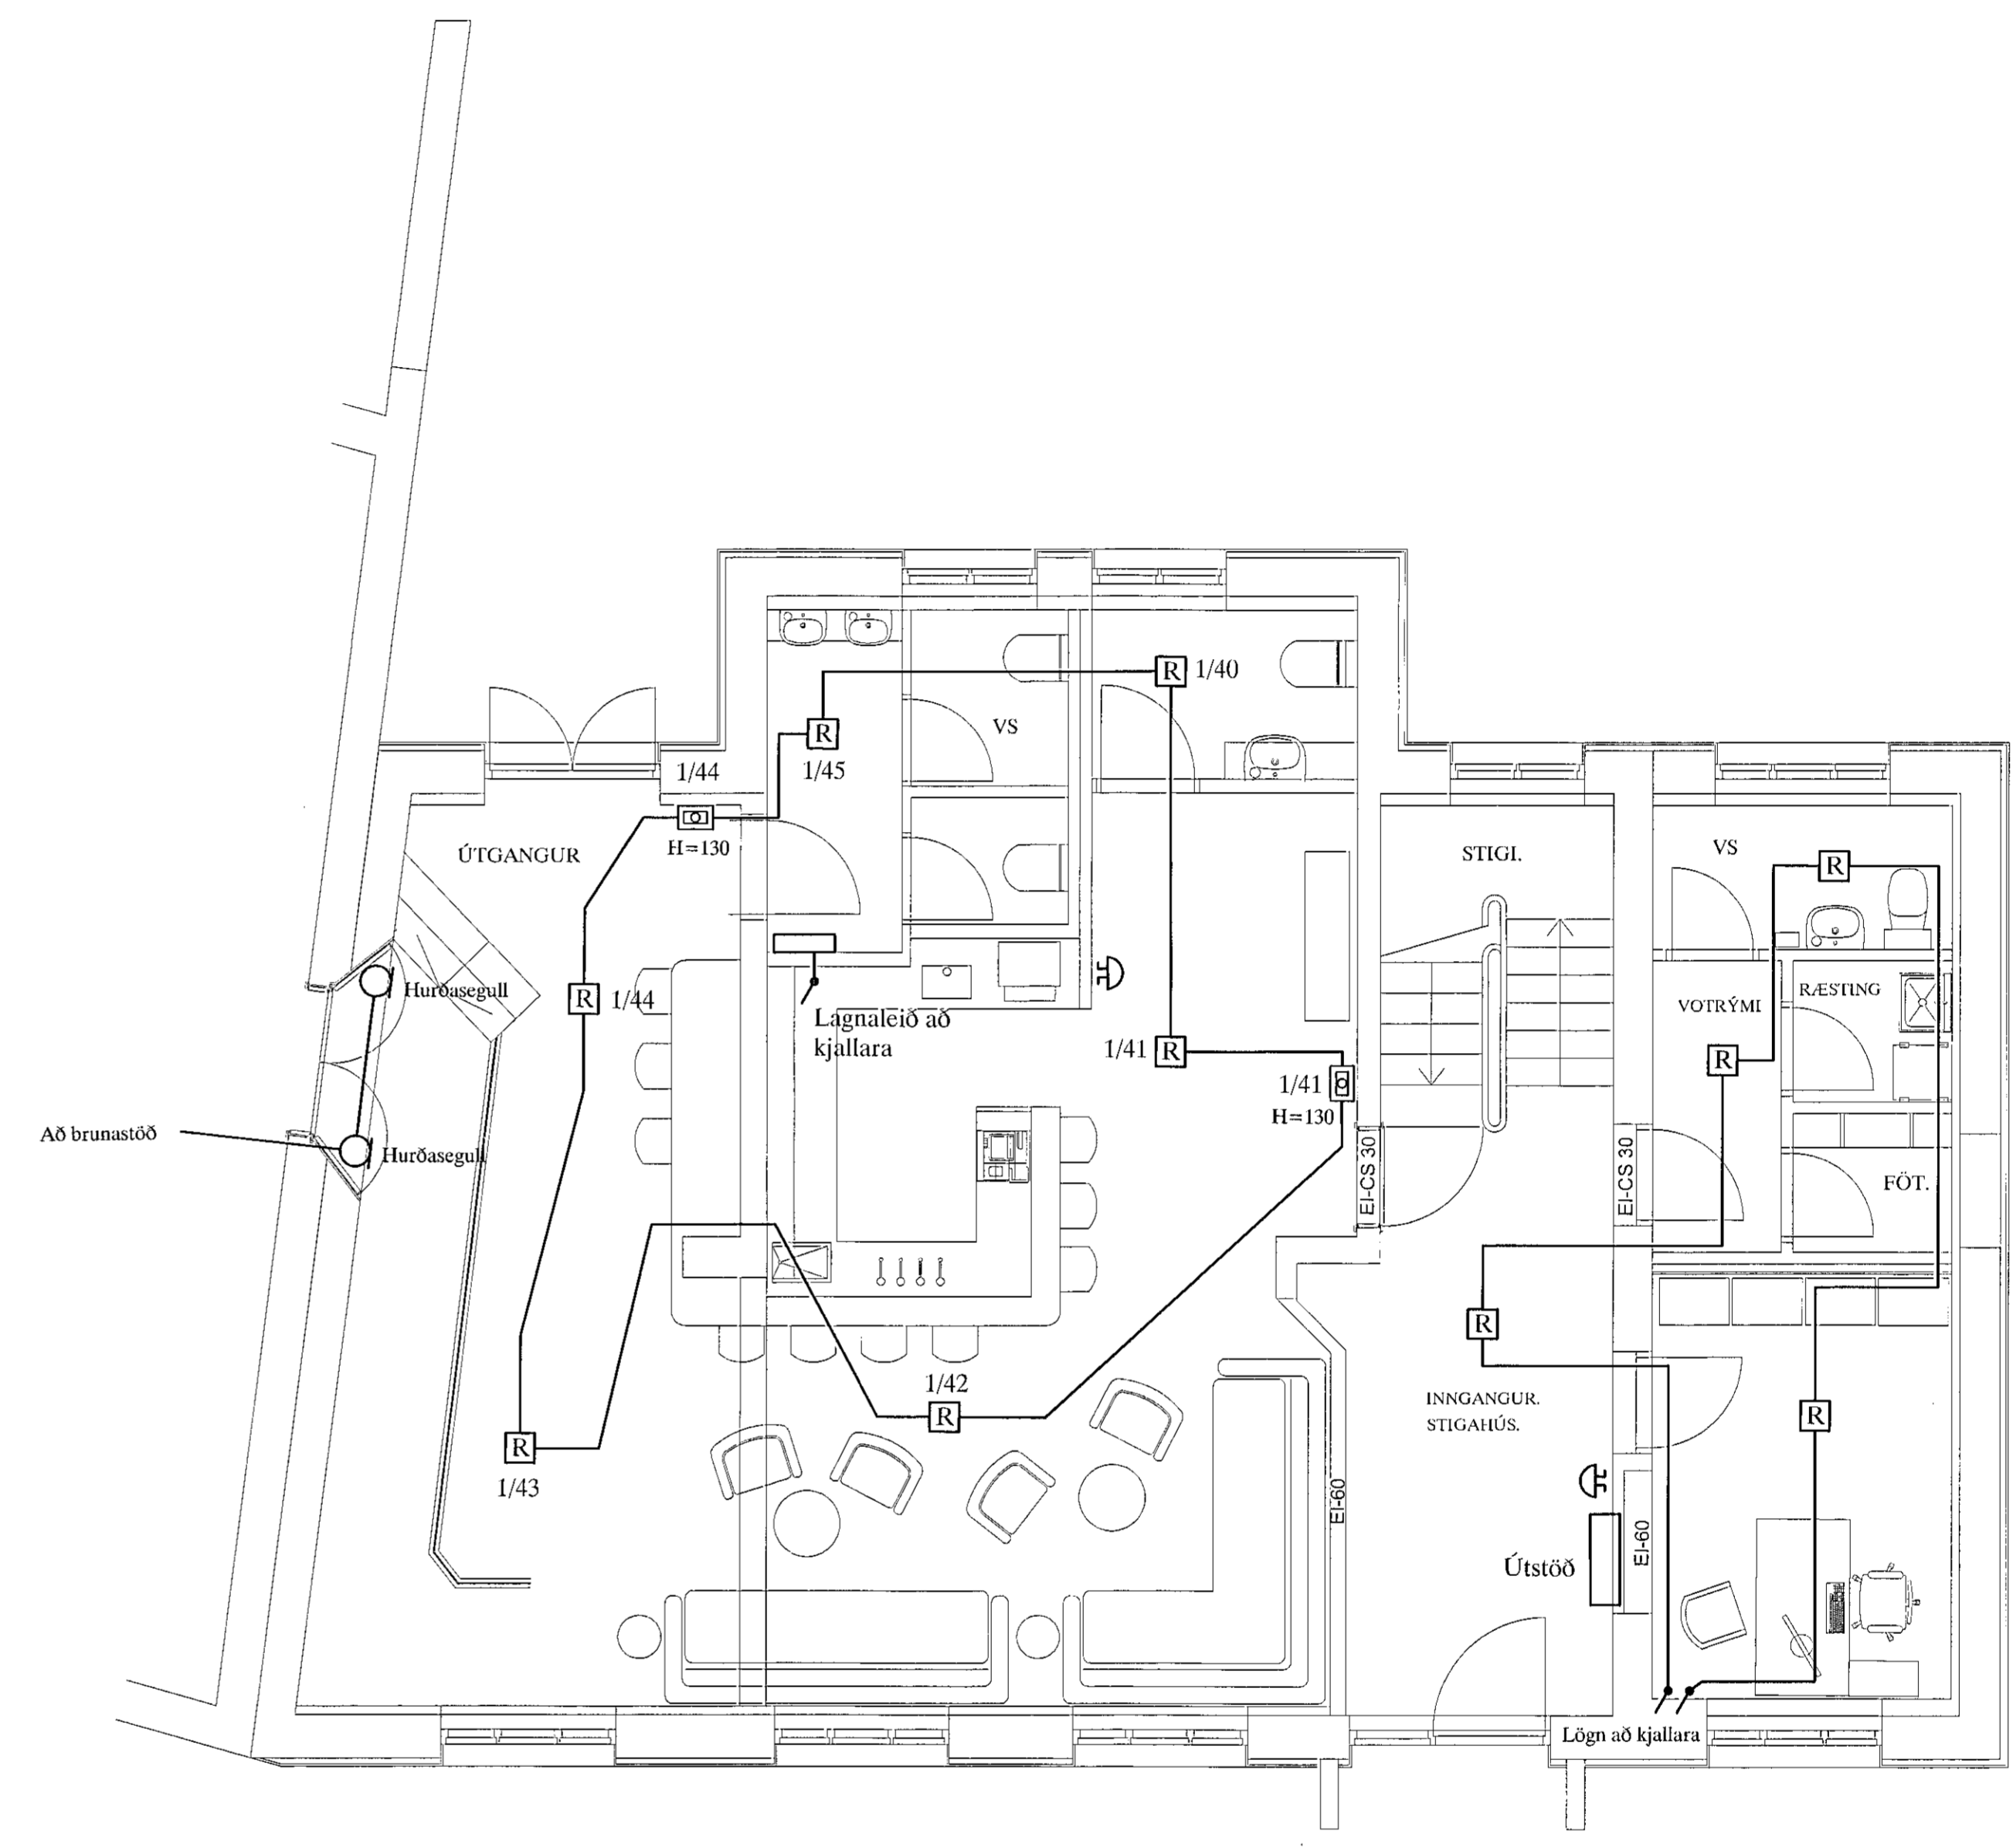 R 1/40
VS
R
1/45
1/44
H=130
ÚTGANGUR
STIGI.
VS
R
Hurðasegull
R 1/44
Lagnaleið að
kjallara
VOTRÝMI
RÆSTING
1/41 R
R
1/41
H=130
Að brunastöð
Hurðasegull
EI-CS 30
EI-CS 30
FÖT.
R
1/42
R
INNGANGUR.
STIGAHÚS.
R
R
1/43
EI-60
EI-60
Útstöð
Lögn að kjallara